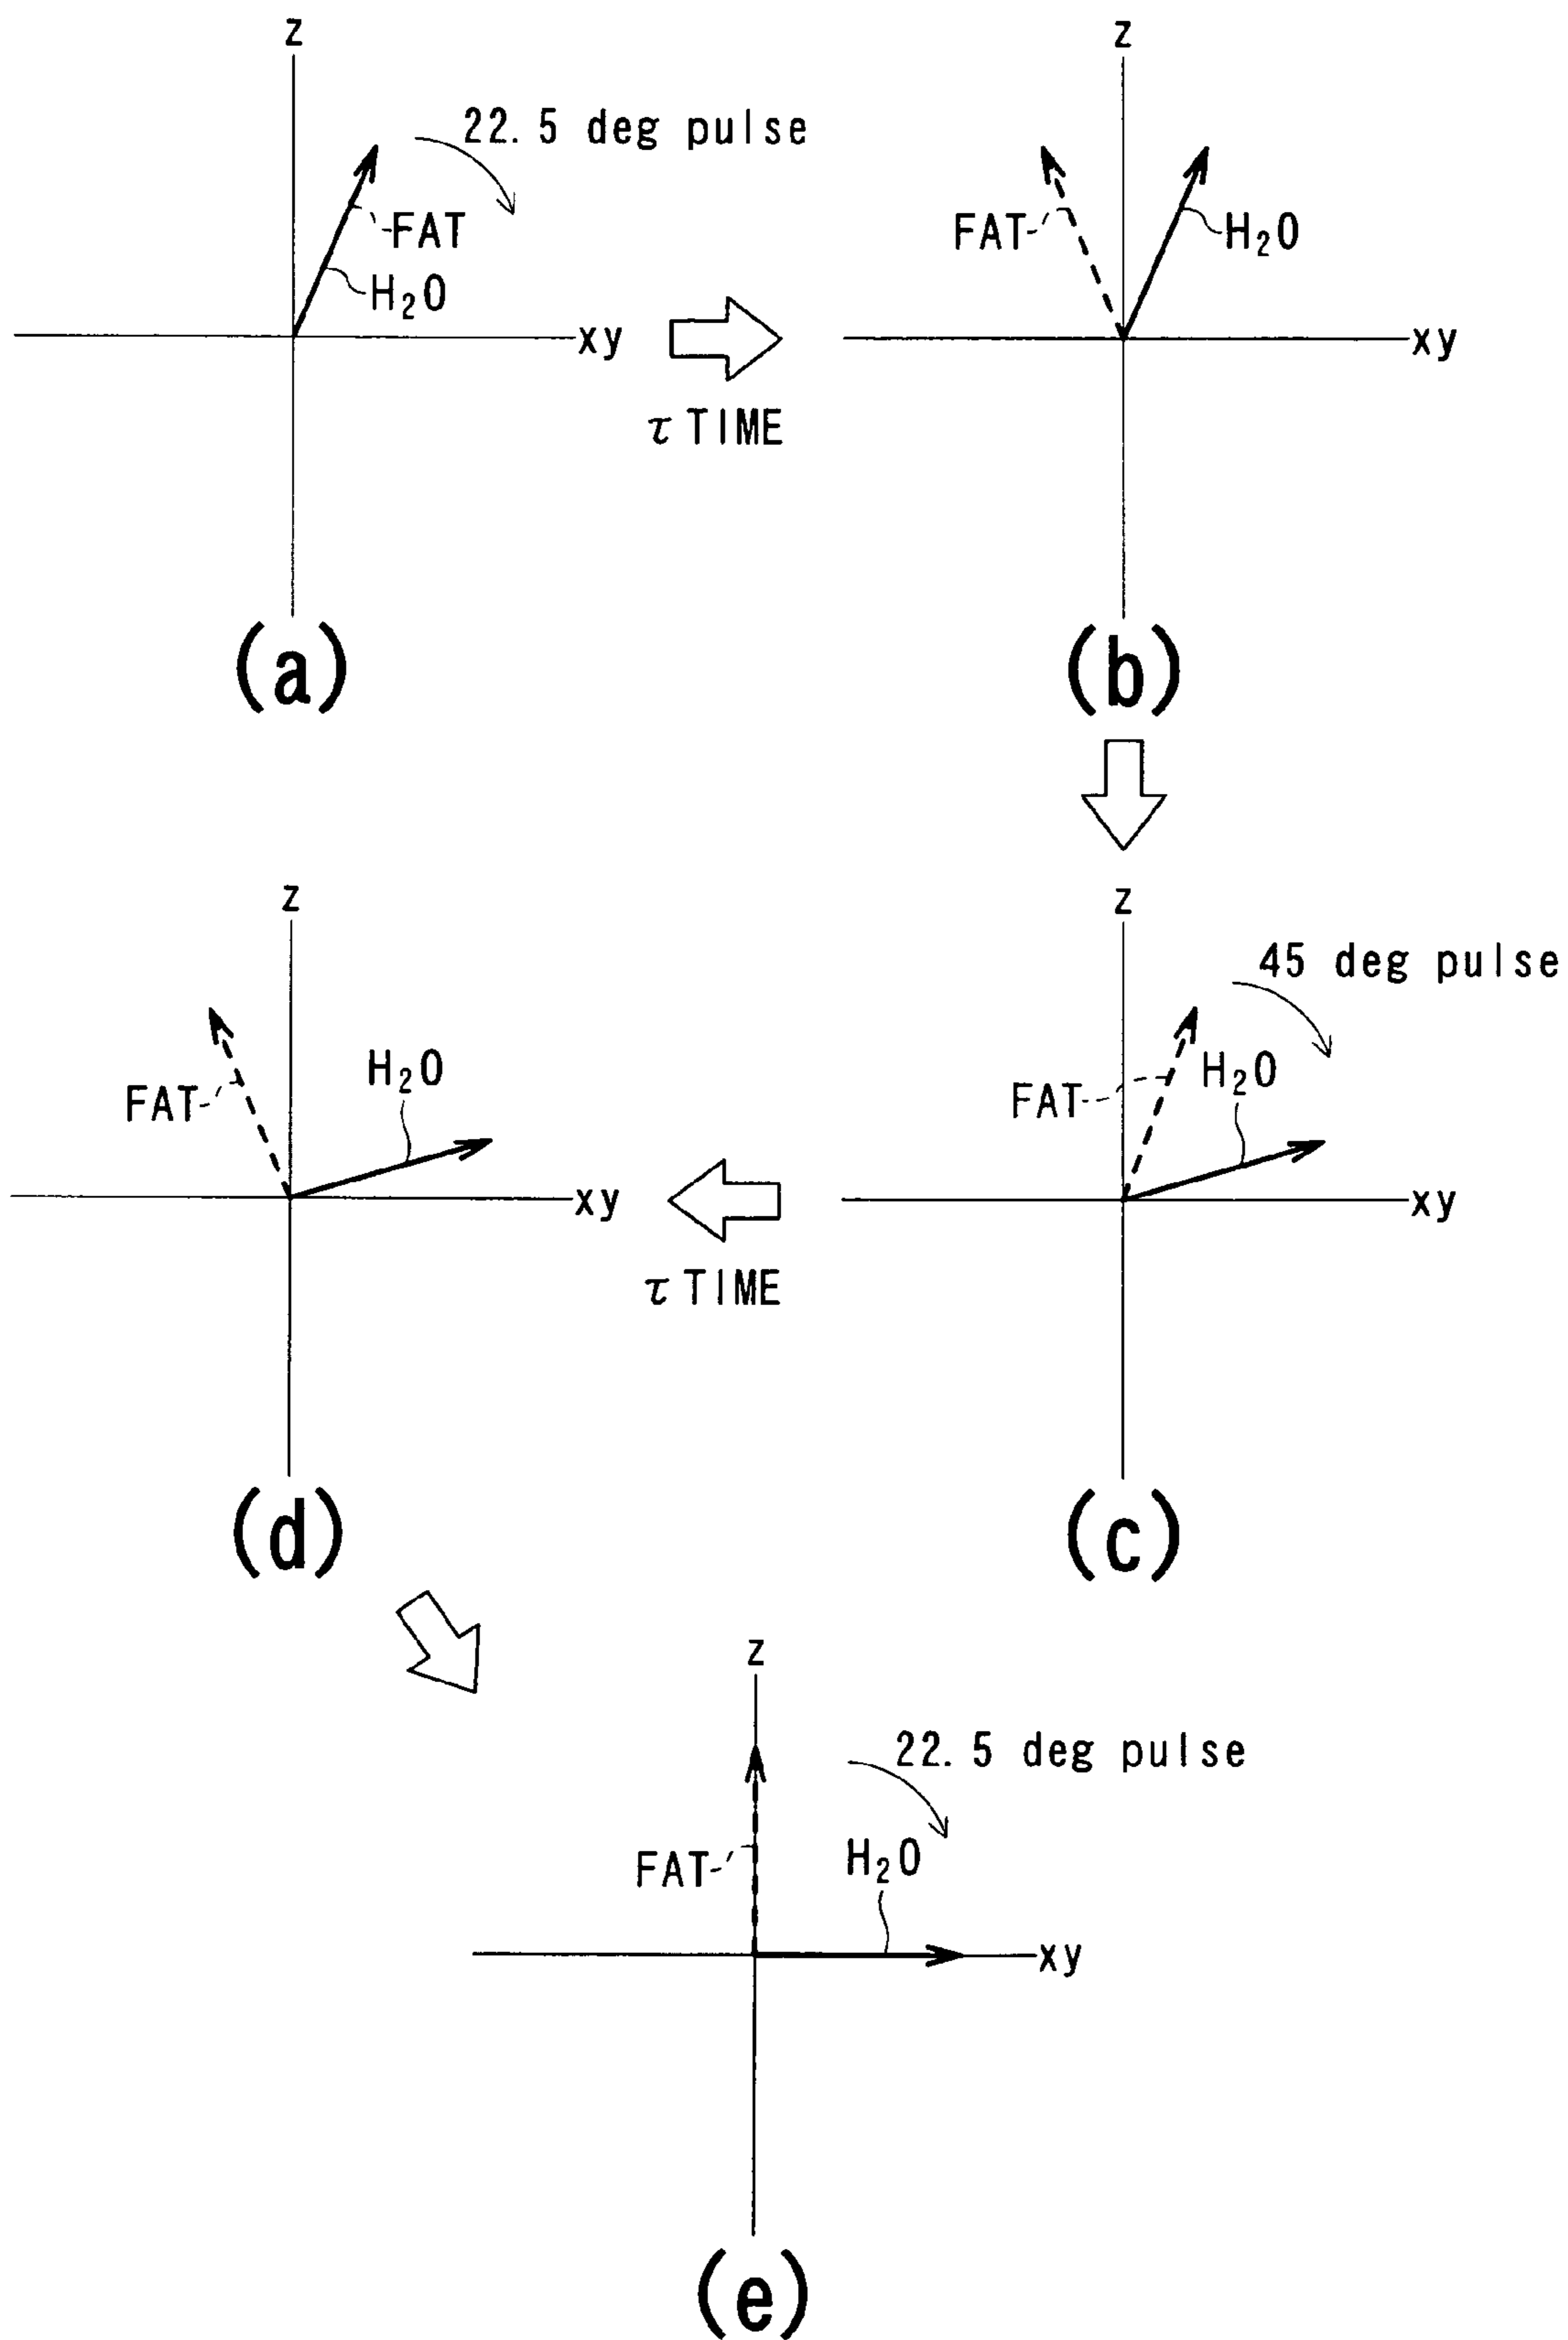 z
22.5 deg pulse
FAT
H₂O
xy
(a)
τ TIME
z
FAT
H₂O
xy
(b)
z
45 deg pulse
FAT
H₂O
xy
(c)
τ TIME
z
FAT
H₂O
xy
(d)
z
22.5 deg pulse
FAT
H₂O
xy
(e)